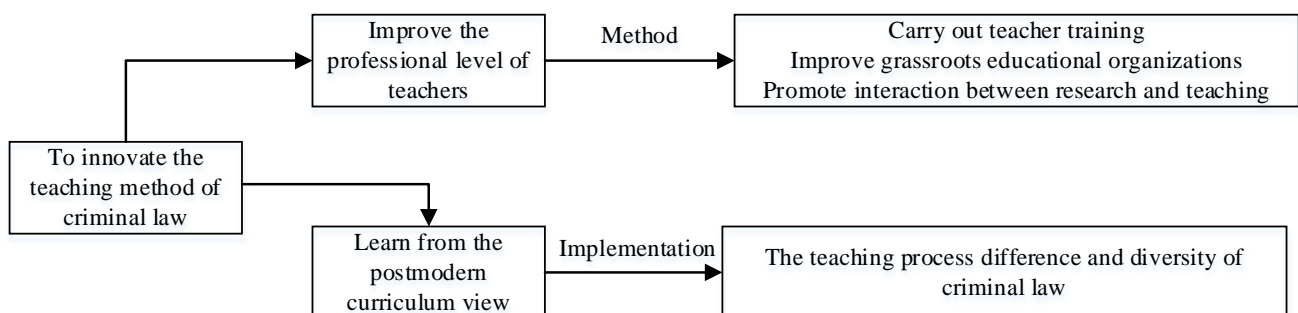 Improve the
professional level of
teachers
Method
Carry out teacher training
Improve grassroots educational organizations
Promote interaction between research and teaching
To innovate the
teaching method of
criminal law
Learn from the
postmodern
curriculum view
Implementation
The teaching process difference and diversity of
criminal law